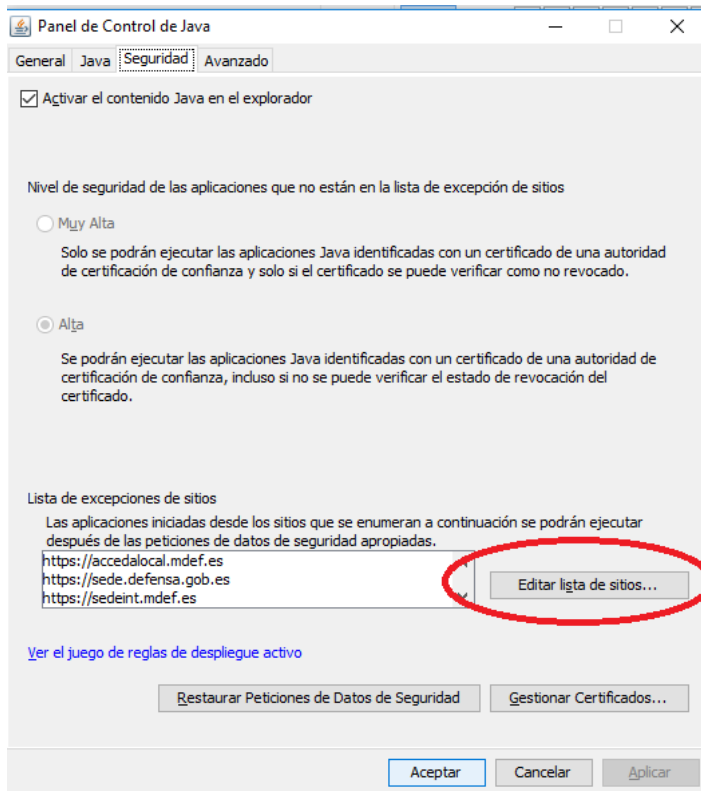 Panel de Control de Java
General Java Seguridad Avanzado
Activar el contenido Java en el explorador
Nivel de seguridad de las aplicaciones que no están en la lista de excepción de sitios
Muy Alta
Solo se podrán ejecutar las aplicaciones Java identificadas con un certificado de una autoridad
de certificación de confianza y solo si el certificado se puede verificar como no revocado.
Alta
Se podrán ejecutar las aplicaciones Java identificadas con un certificado de una autoridad de
certificación de confianza, incluso si no se puede verificar el estado de revocación del
certificado.
Lista de excepciones de sitios
Las aplicaciones iniciadas desde los sitios que se enumeran a continuación se podrán ejecutar
después de las peticiones de datos de seguridad apropiadas.
https://accedalocal.mdef.es
https://sede.defensa.gob.es
https://sedeint.mdef.es
Editar lista de sitios...
Ver el juego de reglas de despliegue activo
Restaurar Peticiones de Datos de Seguridad Gestionar Certificados...
Aceptar Cancelar Aplicar